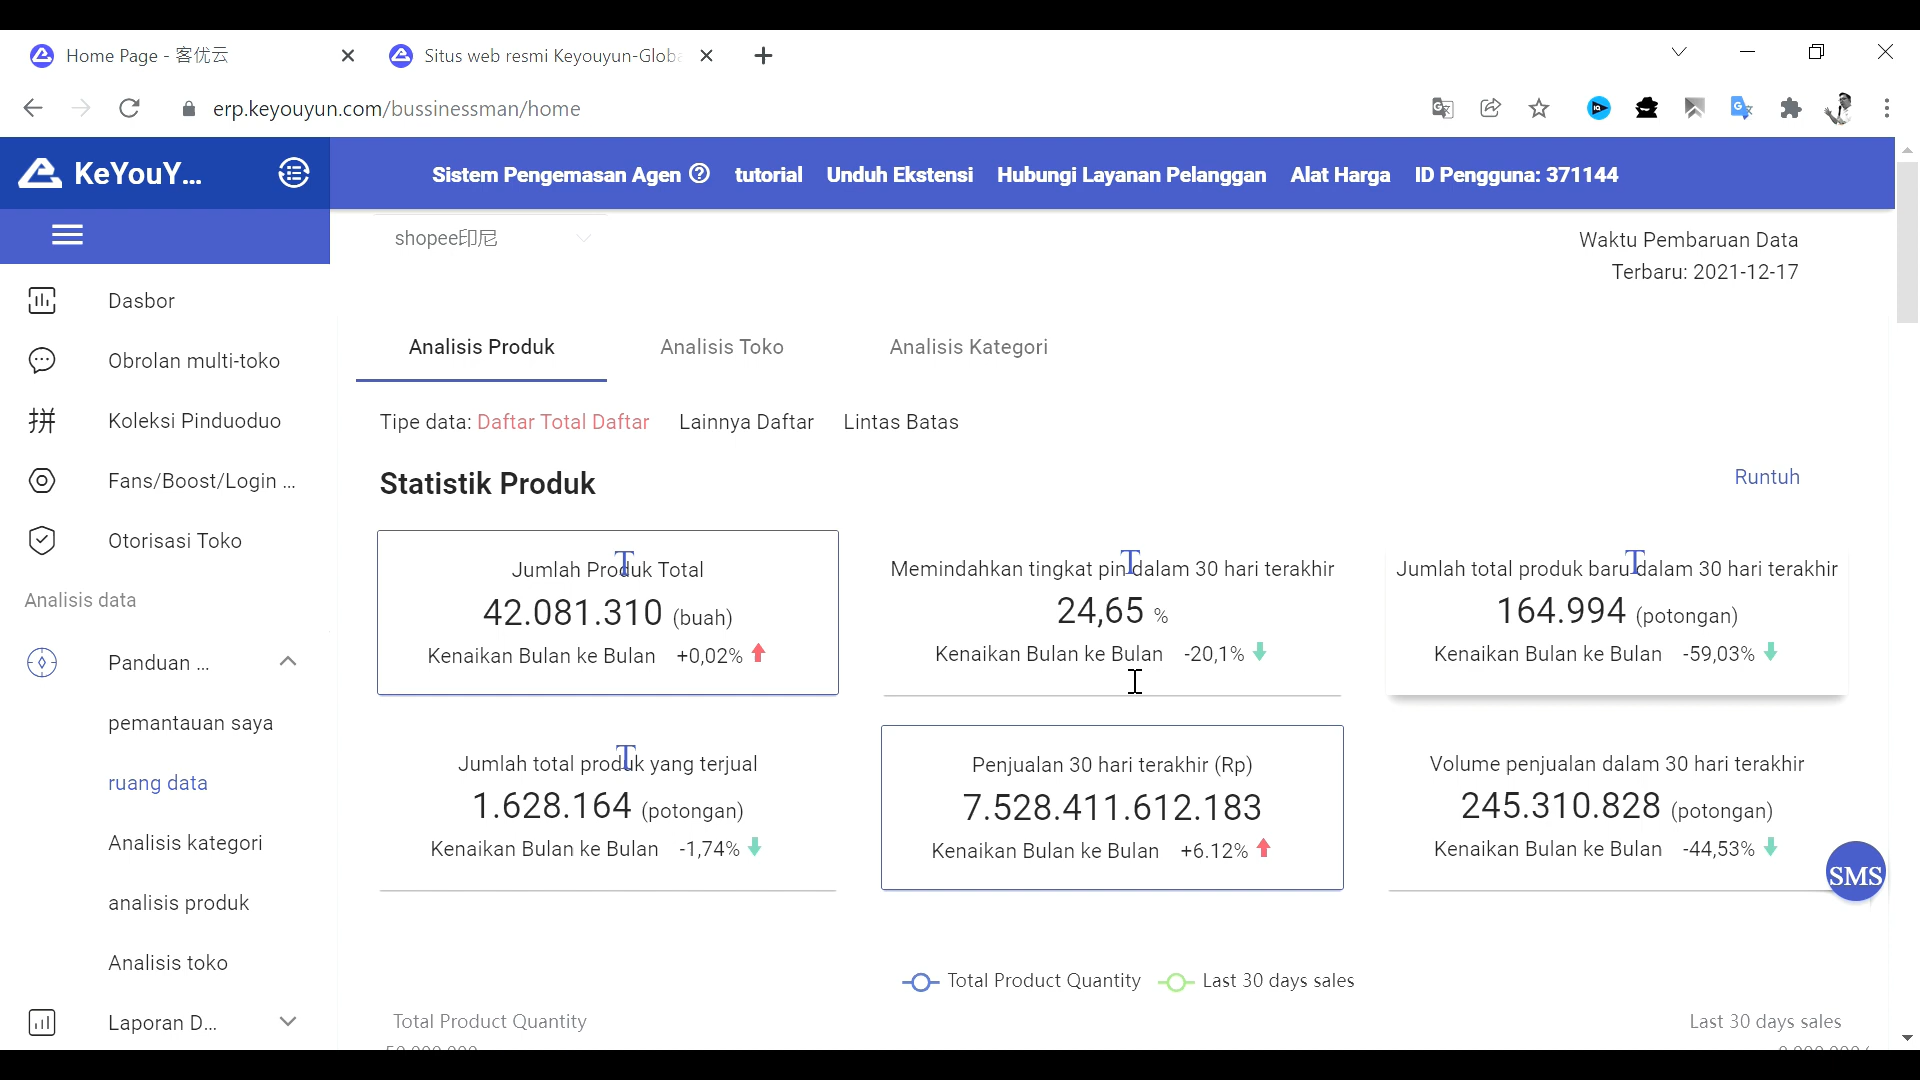 Home Page - 客优云
Situs web resmi Keyouyun-Glob
erp.keyouyun.com/bussinessman/home
KeYouY...
Sistem Pengemasan Agen ?
tutorial
Unduh Ekstensi
Hubungi Layanan Pelanggan
Alat Harga
ID Pengguna: 371144
shopee印尼
Waktu Pembaruan Data
Terbaru: 2021-12-17
Dasbor
Obrolan multi-toko
拼
Koleksi Pinduoduo
Fans/Boost/Login ...
Otorisasi Toko
Analisis data
Panduan ...
pemantauan saya
ruang data
Analisis kategori
analisis produk
Analisis toko
Laporan D...
Analisis Produk
Analisis Toko
Analisis Kategori
Tipe data: Daftar Total Daftar Lainnya Daftar Lintas Batas
Statistik Produk
Runtuh
Jumlah Produk Total
42.081.310 (buah)
Kenaikan Bulan ke Bulan +0,02%
Memindahkan tingkat pin dalam 30 hari terakhir
24,65 %
Kenaikan Bulan ke Bulan -20,1%
Jumlah total produk baru dalam 30 hari terakhir
164.994 (potongan)
Kenaikan Bulan ke Bulan -59,03%
Jumlah total produk yang terjual
1.628.164 (potongan)
Kenaikan Bulan ke Bulan -1,74%
Penjualan 30 hari terakhir (Rp)
7.528.411.612.183
Kenaikan Bulan ke Bulan +6.12%
Volume penjualan dalam 30 hari terakhir
245.310.828 (potongan)
Kenaikan Bulan ke Bulan -44,53%
SMS
Total Product Quantity
Last 30 days sales
Total Product Quantity
Last 30 days sales